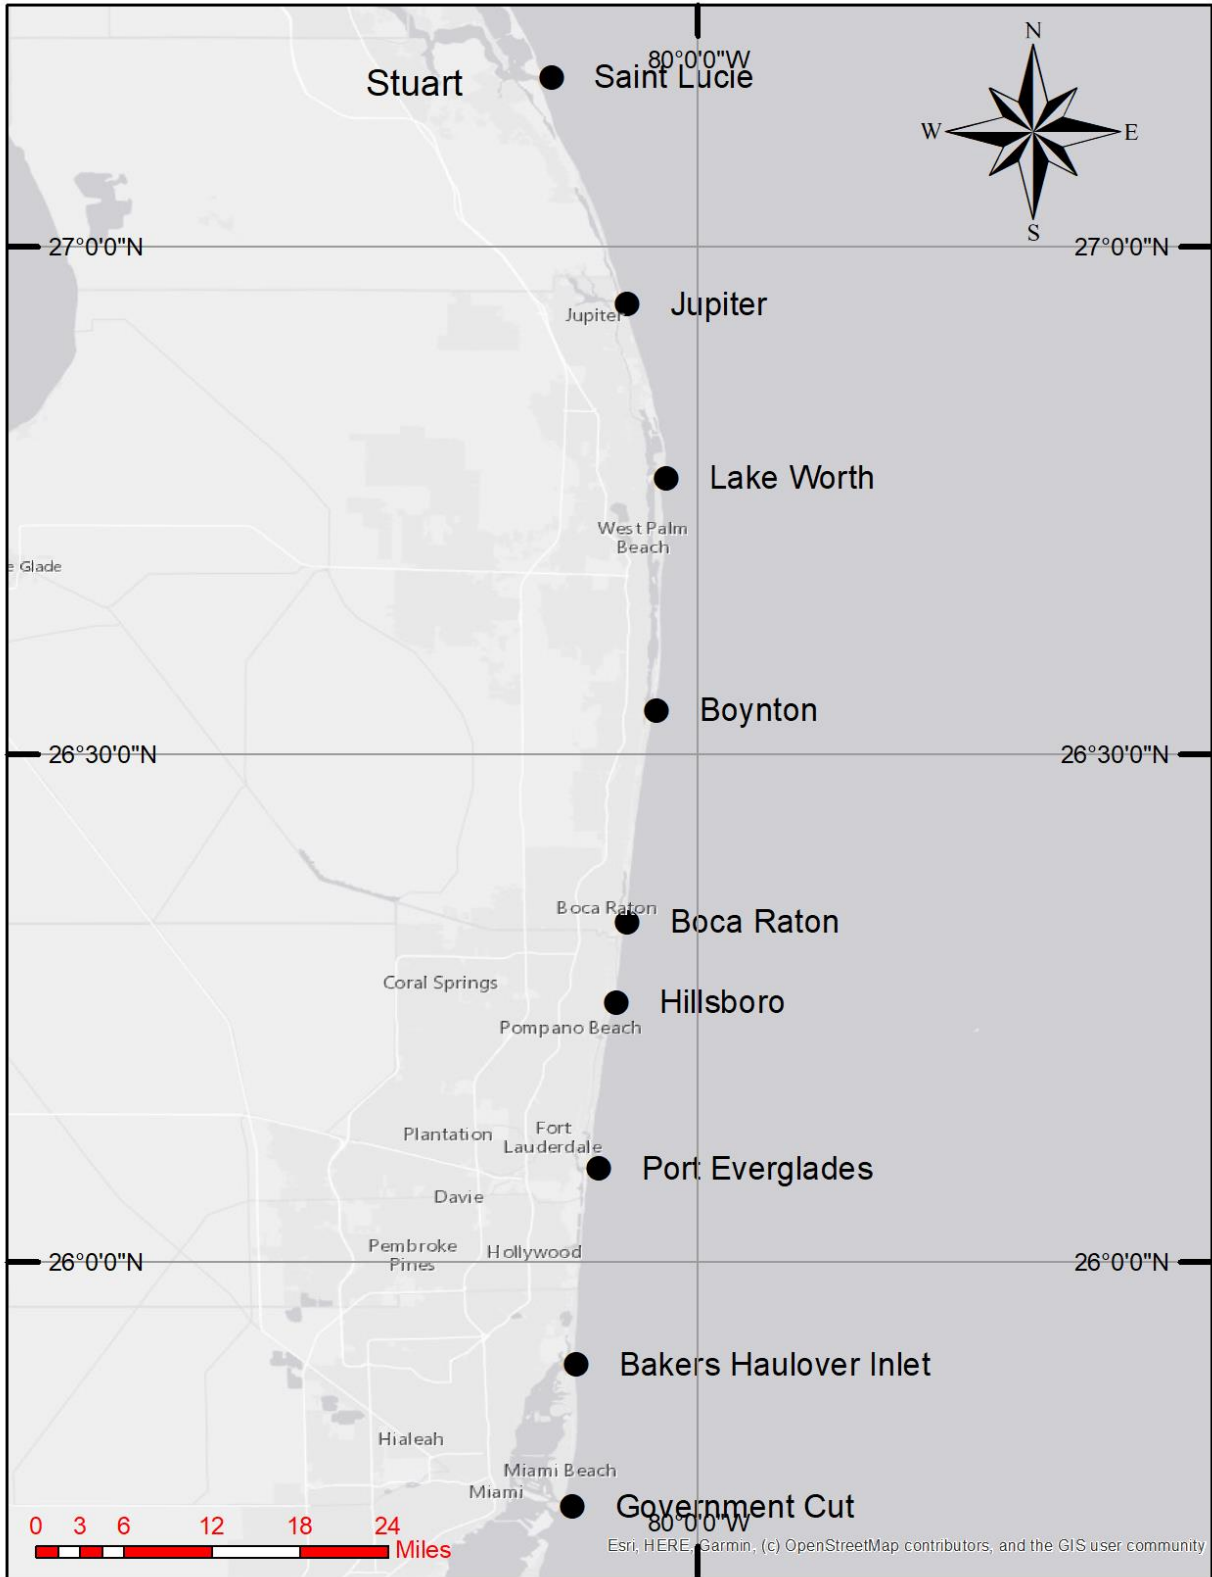 N
80°0'0"W
Stuart
Saint Lucie
W
E
S
27°0'0"N
27°0'0"N
Jupiter
Jupiter
Lake Worth
West Palm
Beach
e Glade
Boynton
26°30'0"N
26°30'0"N
Boca Raton
Boca Raton
Coral Springs
Hillsboro
Pompano Beach
Plantation
Fort
Lauderdale
Port Everglades
Davie
Pembroke
Pines
Hollywood
26°0'0"N
26°0'0"N
Bakers Haulover Inlet
Hialeah
Miami Beach
Miami
Government Cut
80°0'0"W
0 3 6 12 18 24
Miles
Esri, HERE, Garmin, (c) OpenStreetMap contributors, and the GIS user community